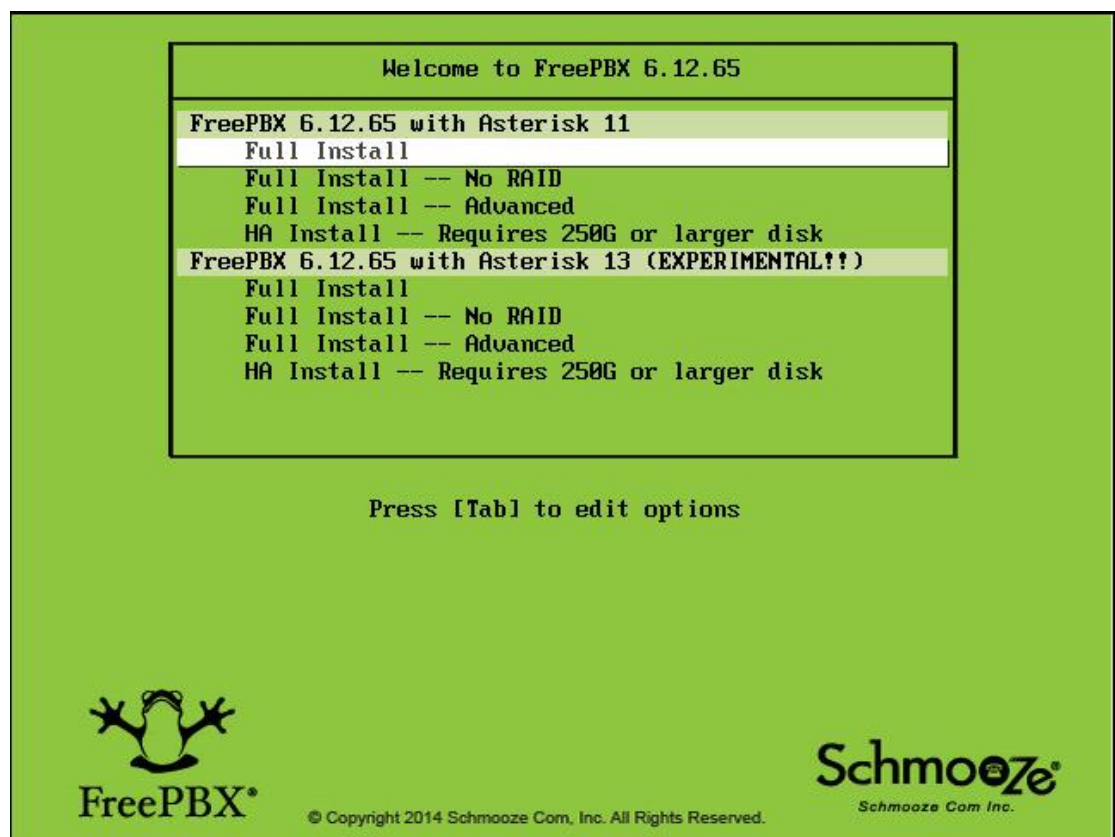 Welcome to FreePBX 6.12.65
FreePBX 6.12.65 with Asterisk 11
Full Install
Full Install -- No RAID
Full Install -- Advanced
HA Install -- Requires 250G or larger disk
FreePBX 6.12.65 with Asterisk 13 (EXPERIMENTAL!!)
Full Install
Full Install -- No RAID
Full Install -- Advanced
HA Install -- Requires 250G or larger disk
Press [Tab] to edit options
FreePBX®
© Copyright 2014 Schmooze Com, Inc. All Rights Reserved.
Schmooze®
Schmooze Com Inc.